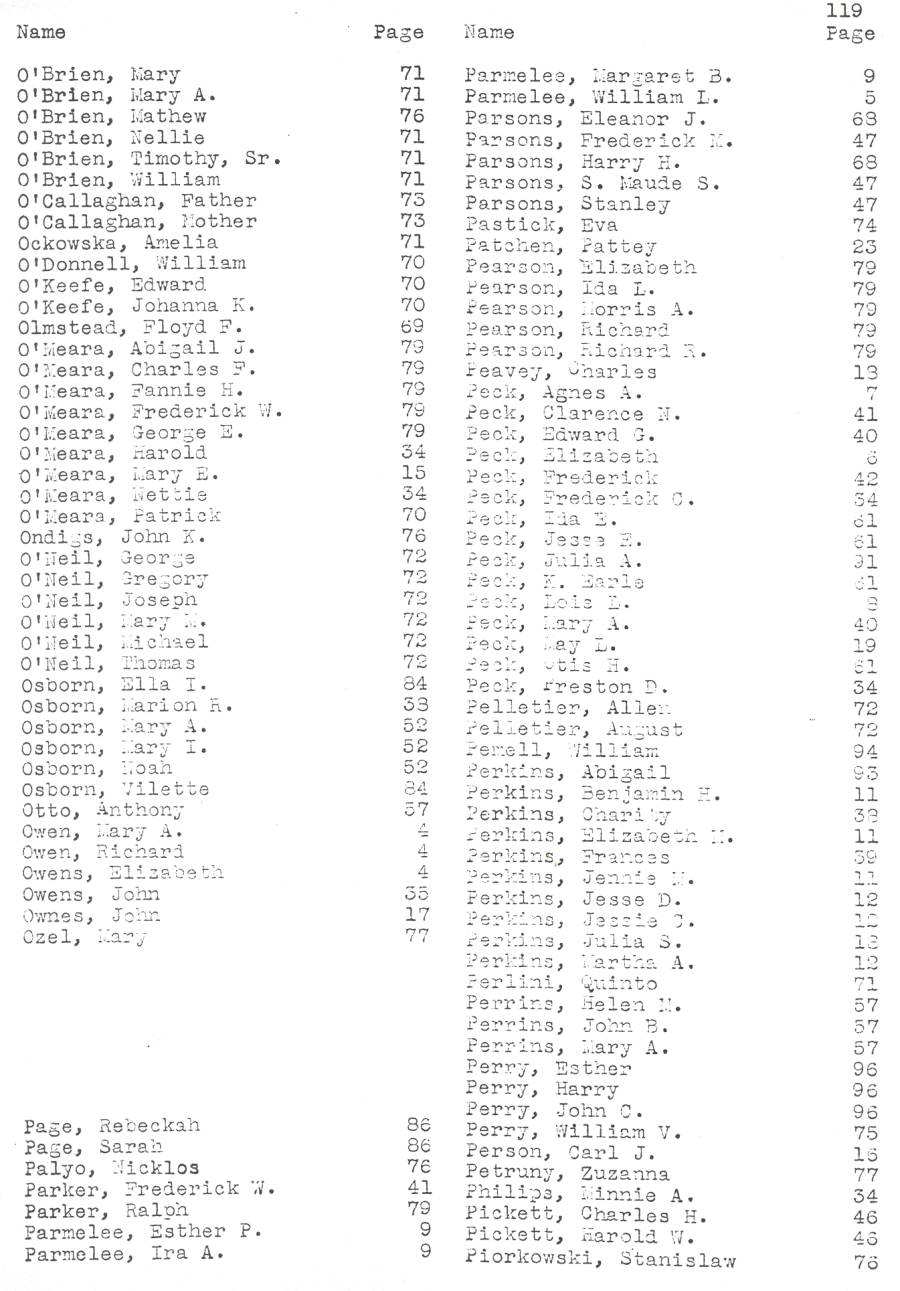 119
Name Page
O'Brien, Mary 71
O'Brien, Mary A. 71
O'Brien, Mathew 76
O'Brien, Nellie 71
O'Brien, Timothy, Sr. 71
O'Brien, William 71
O'Callaghan, Father 73
O'Callaghan, Mother 73
Ockowska, Amelia 71
O'Donnell, William 70
O'Keefe, Edward 70
O'Keefe, Johanna K. 70
Olmstead, Floyd F. 69
O'Meara, Abigail J. 79
O'Meara, Charles F. 79
O'Meara, Fannie H. 79
O'Meara, Frederick W. 79
O'Meara, George E. 79
O'Meara, Harold 34
O'Meara, Mary E. 15
O'Meara, Nettie 34
O'Meara, Patrick 70
Ondigs, John K. 76
O'Neil, George 72
O'Neil, Gregory 72
O'Neil, Joseph 72
O'Neil, Mary M. 72
O'Neil, Michael 72
O'Neil, Thomas 72
Osborn, Ella I. 84
Osborn, Marion R. 33
Osborn, Mary A. 52
Osborn, Mary I. 52
Osborn, Noah 52
Osborn, Vilette 84
Otto, Anthony 57
Owen, Mary A. 4
Owen, Richard 4
Owens, Elizabeth 4
Owens, John 35
Ownes, John 17
Ozel, Mary 77
Page, Rebeckah 86
Page, Sarah 86
Palyo, Nicklos 76
Parker, Frederick W. 41
Parker, Ralph 79
Parmelee, Esther P. 9
Parmelee, Ira A. 9
Name Page
Parmelee, Margaret B. 9
Parmelee, William L. 5
Parsons, Eleanor J. 68
Parsons, Frederick M. 47
Parsons, Harry H. 68
Parsons, S. Maude S. 47
Parsons, Stanley 47
Pastick, Eva 74
Patchen, Pattey 23
Pearson, Elizabeth 79
Pearson, Ida L. 79
Pearson, Morris A. 79
Pearson, Richard 79
Pearson, Richard R. 79
Peavey, Charles 13
Peck, Agnes A. 7
Peck, Clarence N. 41
Peck, Edward G. 40
Peck, Elizabeth
Peck, Frederick 42
Peck, Frederick C. 34
Peck, Ida E. 61
Peck, Jesse E. 61
Peck, Julia A.
Peck, K. Earle 61
Peck, Lois L.
Peck, Mary A. 40
Peck, May L. 19
Peck, Otis H. 61
Peck, Preston D. 34
Pelletier, Allen 72
Pelletier, August 72
Pemell, William 94
Perkins, Abigail 93
Perkins, Benjamin H. 11
Perkins, Charity
Perkins, Elizabeth M. 11
Perkins, Frances 39
Perkins, Jennie M. 11
Perkins, Jesse D. 12
Perkins, Jessie C. 12
Perkins, Julia S.
Perkins, Martha A. 12
Perlini, Quinto 71
Perrins, Helen M. 57
Perrins, John B. 57
Perrins, Mary A. 57
Perry, Esther 96
Perry, Harry 96
Perry, John C. 96
Perry, William V. 75
Person, Carl J. 16
Petruny, Zuzanna 77
Philips, Minnie A. 34
Pickett, Charles H. 46
Pickett, Harold W. 46
Piorkowski, Stanislaw 76